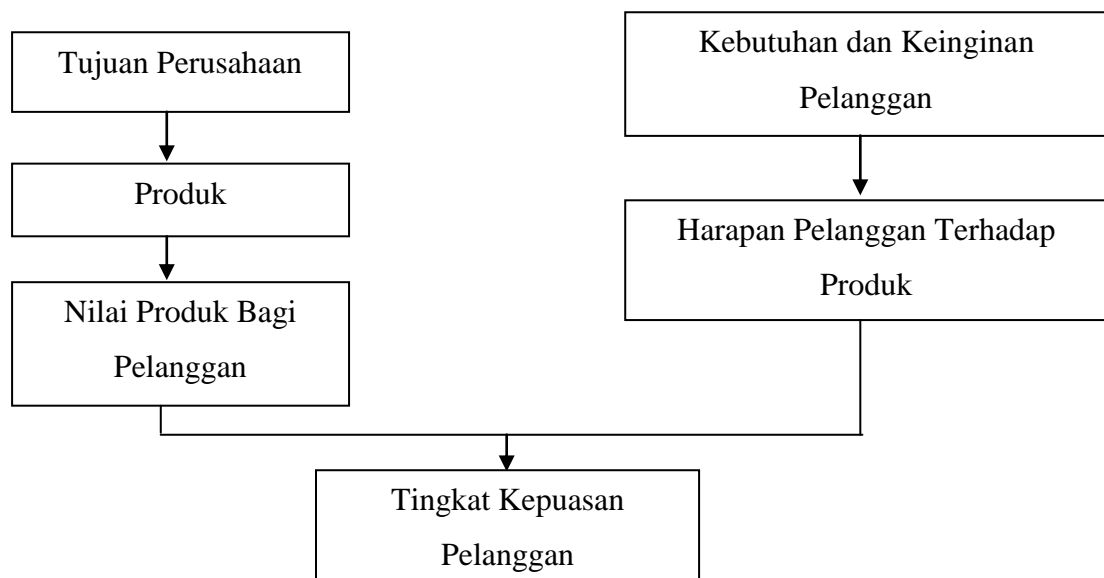 Tujuan Perusahaan
Produk
Nilai Produk Bagi
Pelanggan
Kebutuhan dan Keinginan
Pelanggan
Harapan Pelanggan Terhadap
Produk
Tingkat Kepuasan
Pelanggan